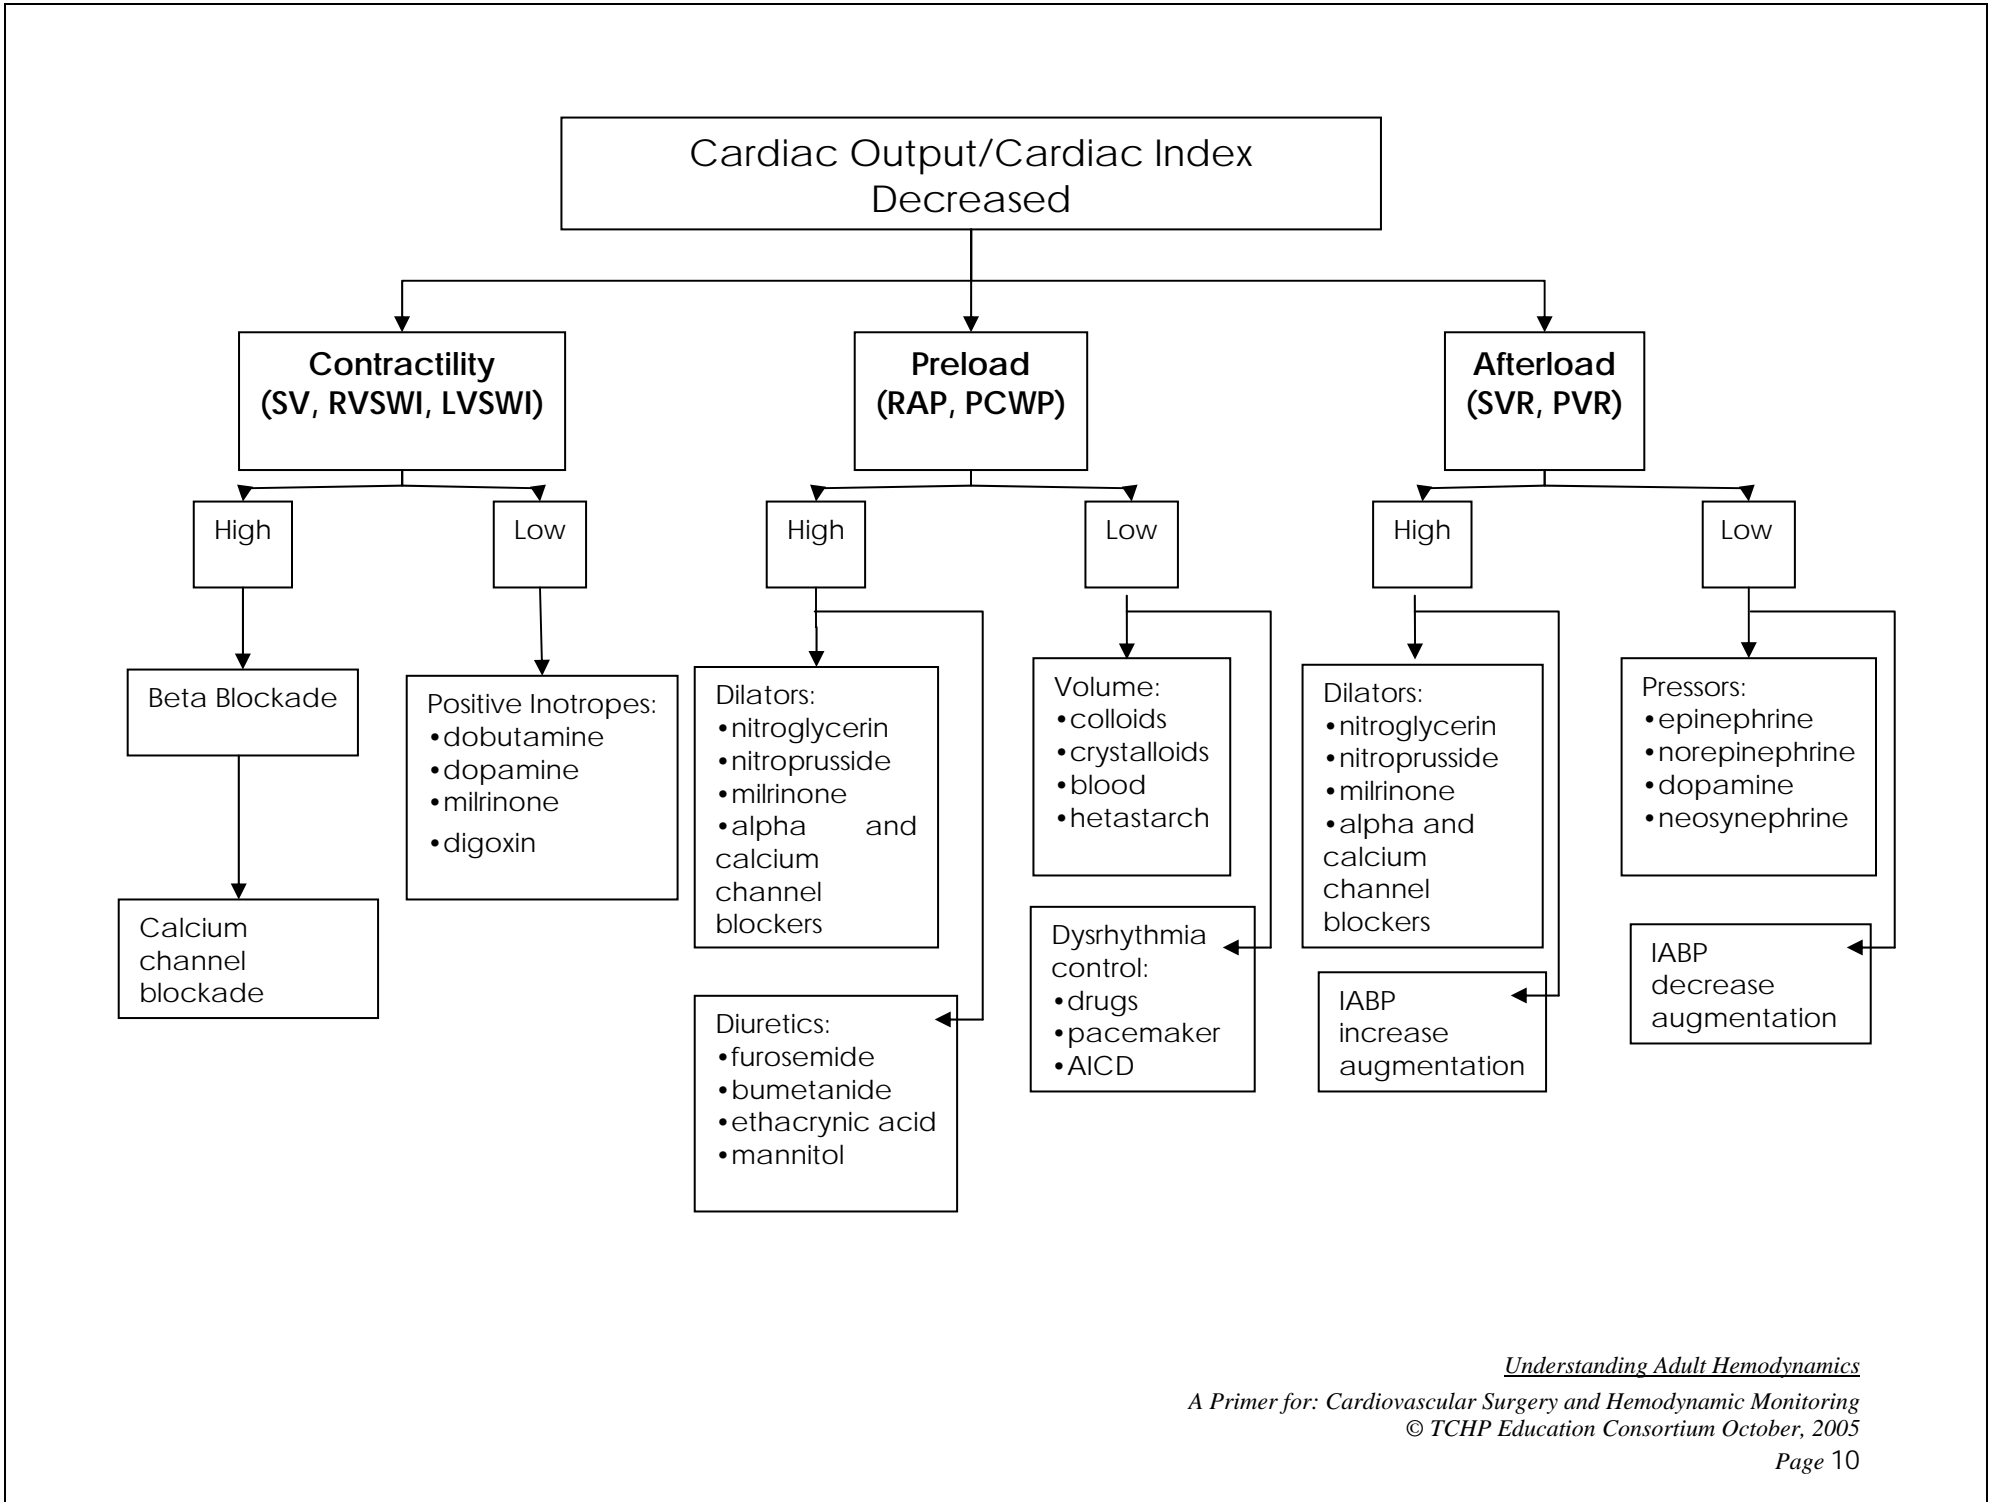 Cardiac Output/Cardiac Index
Decreased
Contractility
(SV, RVSWI, LVSWI)
Preload
(RAP, PCWP)
Afterload
(SVR, PVR)
High
Low
High
Low
High
Low
Beta Blockade
Calcium
channel
blockade
Positive Inotropes:
•dobutamine
•dopamine
•milrinone
•digoxin
Dilators:
•nitroglycerin
•nitroprusside
•milrinone
•alpha and
calcium
channel
blockers
Diuretics:
•furosemide
•bumetanide
•ethacrynic acid
•mannitol
Volume:
•colloids
•crystalloids
•blood
•hetastarch
Dysrhythmia
control:
•drugs
•pacemaker
•AICD
Dilators:
•nitroglycerin
•nitroprusside
•milrinone
•alpha and
calcium
channel
blockers
IABP
increase
augmentation
Pressors:
•epinephrine
•norepinephrine
•dopamine
•neosynephrine
IABP
decrease
augmentation
Understanding Adult Hemodynamics
A Primer for: Cardiovascular Surgery and Hemodynamic Monitoring
© TCHP Education Consortium October, 2005
Page 10